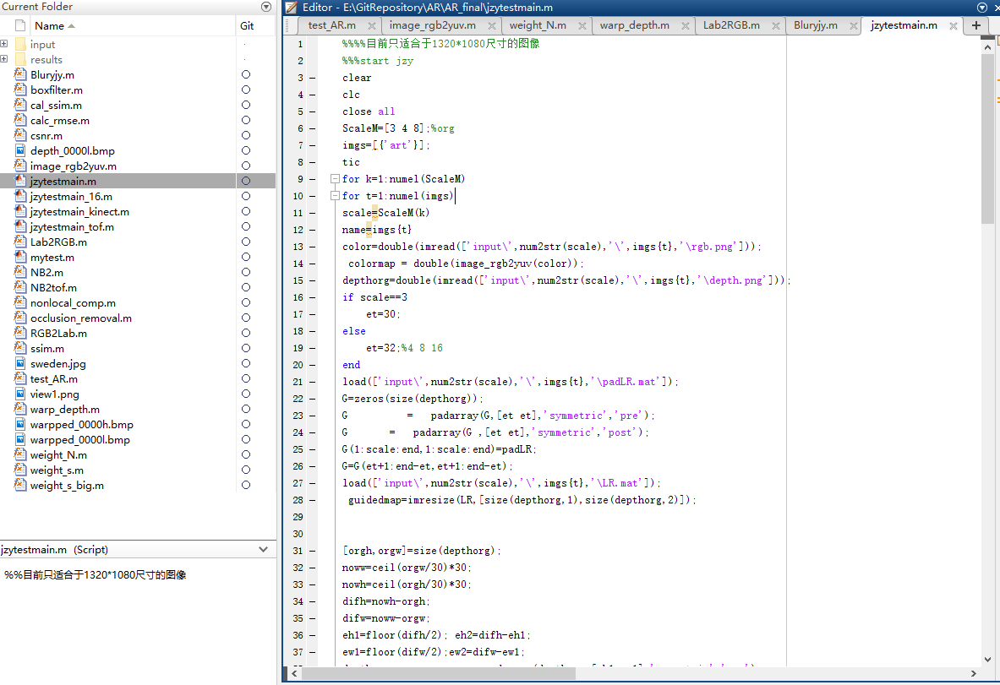 Current Folder
Name
Git
input
results
Bluryjy.m
boxfilter.m
cal_ssim.m
calc_rmse.m
csnr.m
depth_0000l.bmp
image_rgb2yuv.m
jzytestmain.m
jzytestmain_16.m
jzytestmain_kinect.m
jzytestmain_tof.m
Lab2RGB.m
mytest.m
NB2.m
NB2tof.m
nonlocal_comp.m
occlusion_removal.m
RGB2Lab.m
ssim.m
sweden.jpg
test_AR.m
view1.png
warp_depth.m
warpped_0000h.bmp
warpped_0000l.bmp
weight_N.m
weight_s.m
weight_s_big.m
jzytestmain.m (Script)
%%目前只适合于1320*1080尺寸的图像
Editor - E:\GitRepository\AR\AR_final\jzytestmain.m
test_AR.m image_rgb2yuv.m weight_N.m warp_depth.m Lab2RGB.m Bluryjy.m jzytestmain.m
1 %%%%目前只适合于1320*1080尺寸的图像
2 %%%start jzy
3 – clear
4 – clc
5 – close all
6 – ScaleM=[3 4 8];%org
7 – imgs=[{'art'}];
8 – tic
9 – for k=1:numel(ScaleM)
10 – for t=1:numel(imgs)
11 – scale=ScaleM(k)
12 – name=imgs{t}
13 – color=double(imread(['input\',num2str(scale),'\',imgs{t},'\rgb.png']));
14 – colormap = double(image_rgb2yuv(color));
15 – depthorg=double(imread(['input\',num2str(scale),'\',imgs{t},'\depth.png']));
16 – if scale==3
17 – et=30;
18 – else
19 – et=32;%4 8 16
20 – end
21 – load(['input\',num2str(scale),'\',imgs{t},'\padLR.mat']);
22 – G=zeros(size(depthorg));
23 – G = padarray(G,[et et],'symmetric','pre');
24 – G = padarray(G ,[et et],'symmetric','post');
25 – G(1:scale:end,1:scale:end)=padLR;
26 – G=G(et+1:end-et,et+1:end-et);
27 – load(['input\',num2str(scale),'\',imgs{t},'\LR.mat']);
28 – guidedmap=imresize(LR,[size(depthorg,1),size(depthorg,2)]);
29
30
31 – [orgh,orgw]=size(depthorg);
32 – noww=ceil(orgw/30)*30;
33 – nowh=ceil(orgh/30)*30;
34 – difh=nowh-orgh;
35 – difw=noww-orgw;
36 – eh1=floor(difh/2); eh2=difh-eh1;
37 – ew1=floor(difw/2);ew2=difw-ew1;